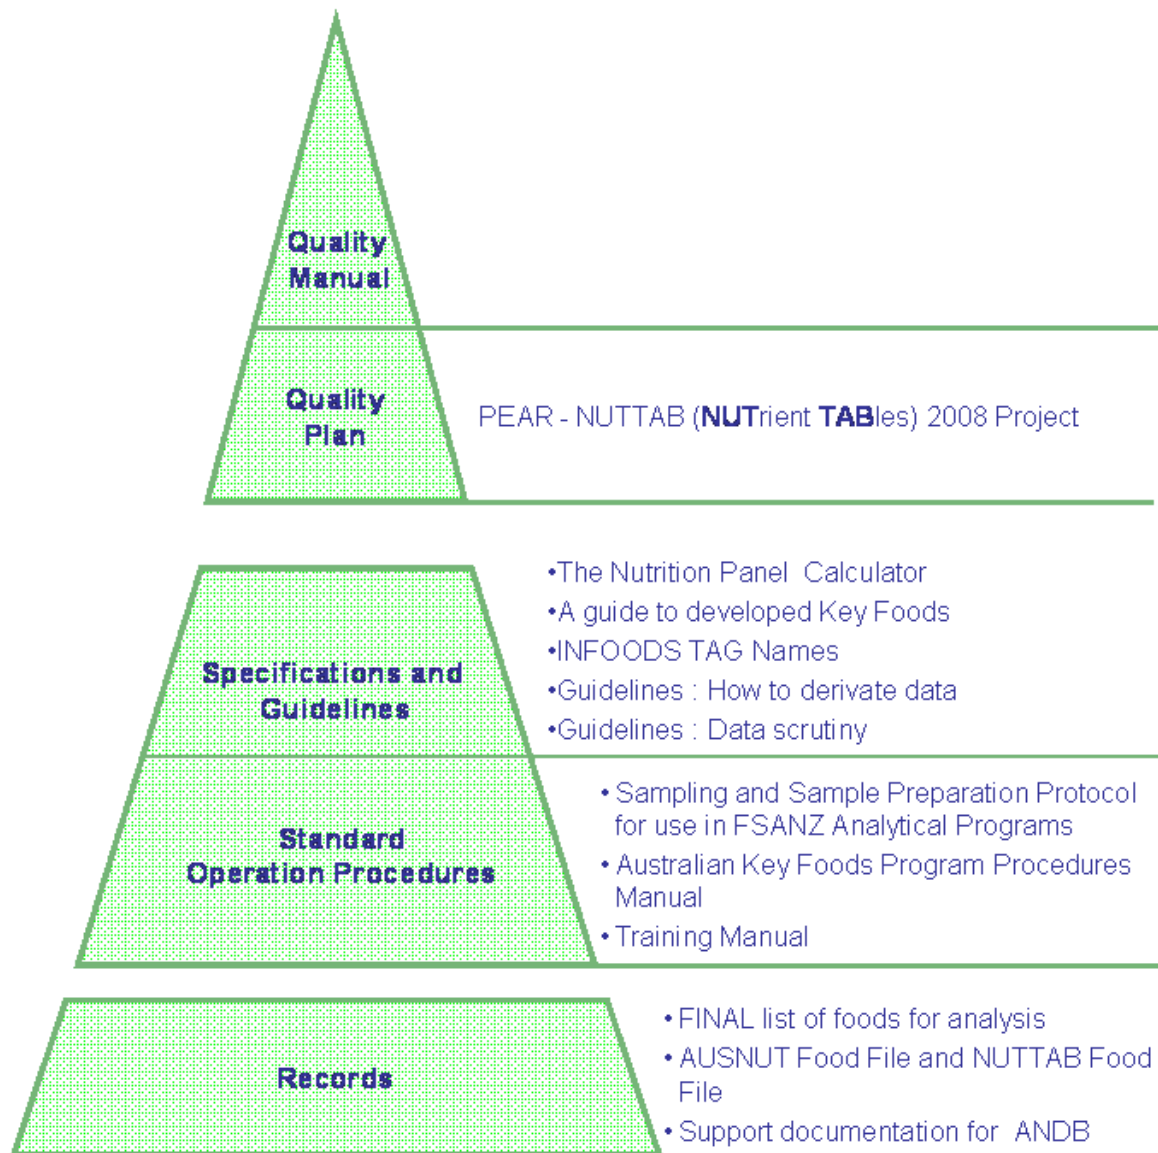 Quality
Manual
Quality
Plan
PEAR - NUTTAB (NUTrient TABles) 2008 Project
•The Nutrition Panel Calculator
•A guide to developed Key Foods
•INFOODS TAG Names
•Guidelines : How to derivate data
•Guidelines : Data scrutiny
Specifications and
Guidelines
• Sampling and Sample Preparation Protocol
for use in FSANZ Analytical Programs
• Australian Key Foods Program Procedures
Manual
• Training Manual
Standard
Operation Procedures
• FINAL list of foods for analysis
• AUSNUT Food File and NUTTAB Food
File
• Support documentation for ANDB
Records